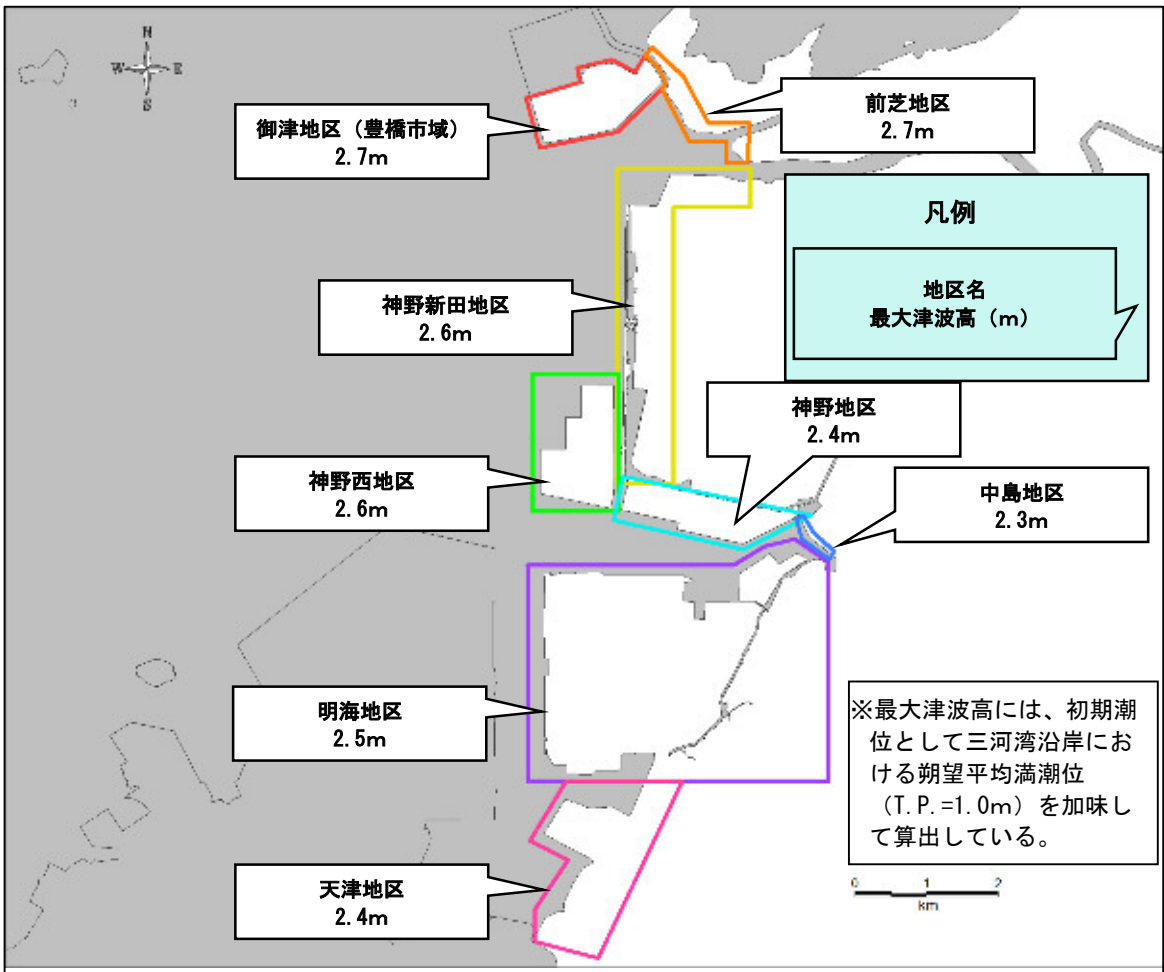 N
W E
S
御津地区（豊橋市域）
2.7m
前芝地区
2.7m
凡例
地区名
最大津波高（m）
神野新田地区
2.6m
神野地区
2.4m
神野西地区
2.6m
中島地区
2.3m
明海地区
2.5m
※最大津波高には、初期潮
位として三河湾沿岸にお
ける朔望平均満潮位
（T.P.=1.0m）を加味し
て算出している。
天津地区
2.4m
0 1 2
km